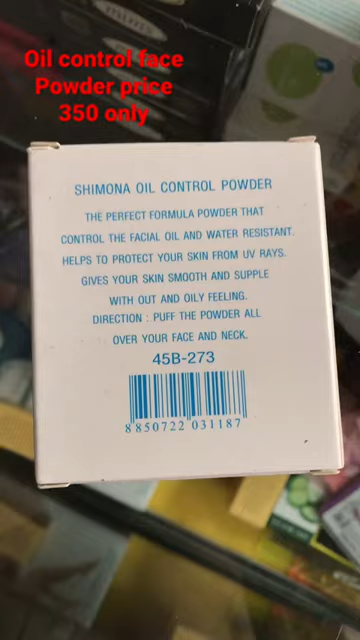 Oil control face
Powder price
350 only
SHIMONA OIL CONTROL POWDER
THE PERFECT FORMULA POWDER THAT
CONTROL THE FACIAL OIL AND WATER RESISTANT.
HELPS TO PROTECT YOUR SKIN FROM UV RAYS.
GIVES YOUR SKIN SMOOTH AND SUPPLE
WITH OUT AND OILY FEELING.
DIRECTION : PUFF THE POWDER ALL
OVER YOUR FACE AND NECK.
45B-273
8 850722 031187